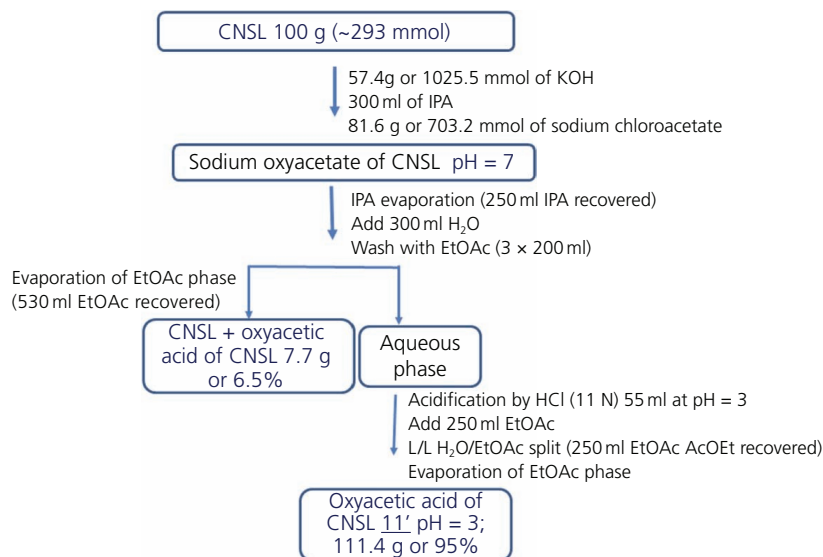 CNSL 100 g (~293 mmol)
57.4g or 1025.5 mmol of KOH
300 ml of IPA
81.6 g or 703.2 mmol of sodium chloroacetate
Sodium oxyacetate of CNSL pH = 7
IPA evaporation (250 ml IPA recovered)
Add 300 ml H₂O
Wash with EtOAc (3 × 200 ml)
Evaporation of EtOAc phase
(530 ml EtOAc recovered)
CNSL + oxyacetic
acid of CNSL 7.7 g
or 6.5%
Aqueous
phase
Acidification by HCl (11 N) 55 ml at pH = 3
Add 250 ml EtOAc
L/L H₂O/EtOAc split (250 ml EtOAc AcOEt recovered)
Evaporation of EtOAc phase
Oxyacetic acid of
CNSL 11' pH = 3;
111.4 g or 95%